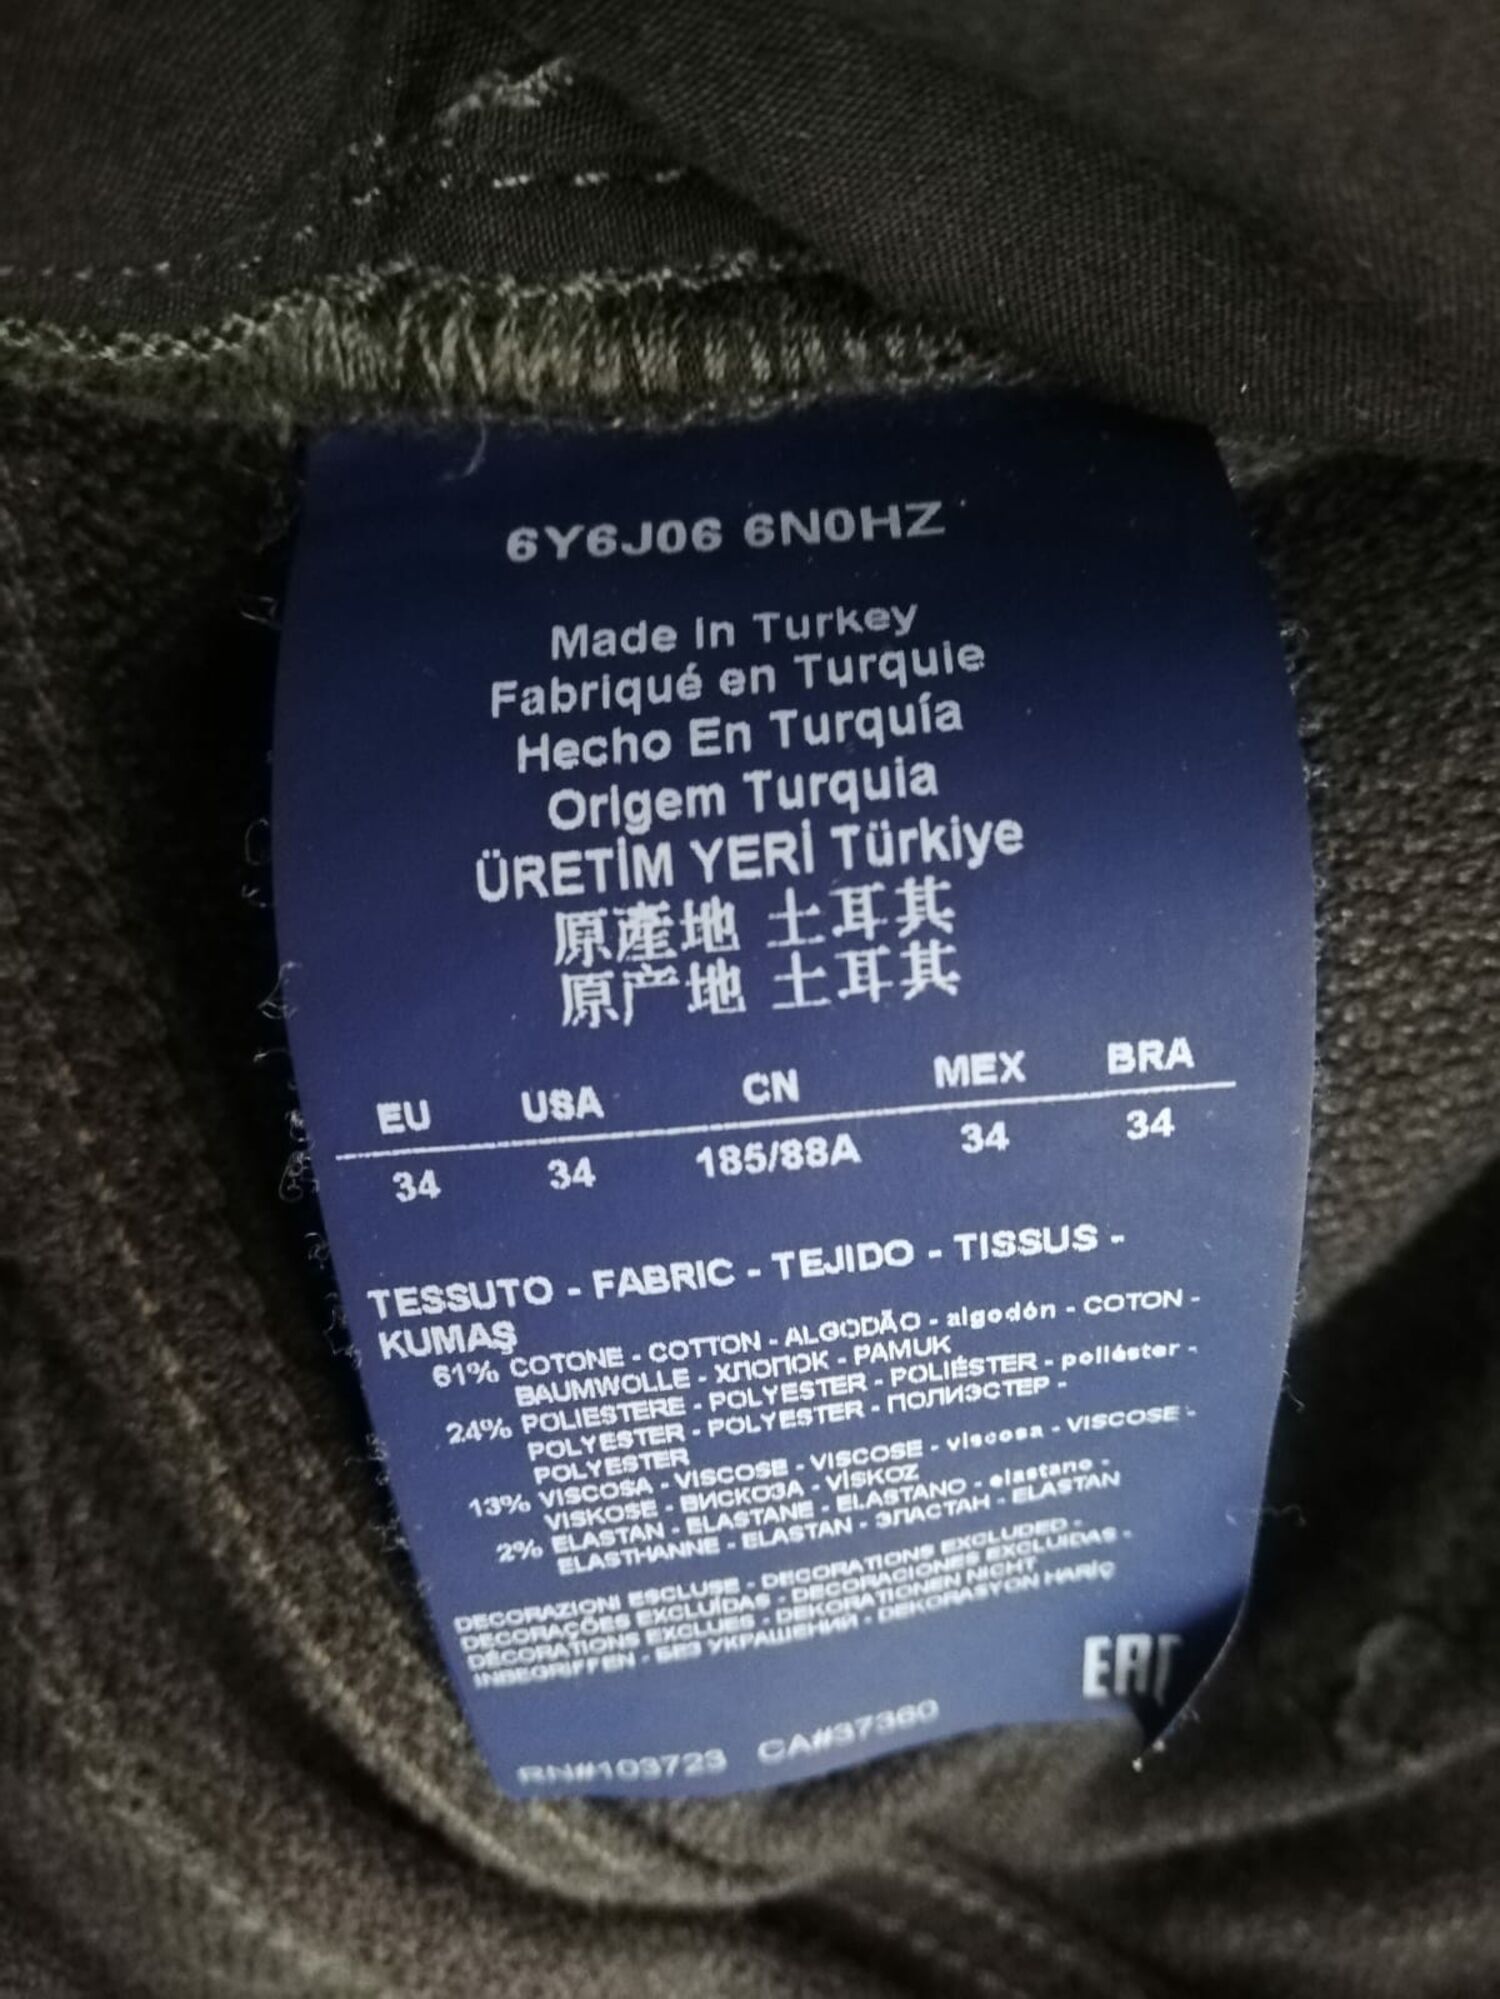 6Y6J06 6N0HZ
Made In Turkey
Fabriqué en Turquie
Hecho En Turquía
Origem Turquia
ÜRETİM YERİ Türkiye
原產地 土耳其
原产地 土耳其
EU USA CN MEX BRA
34 34 185/88A 34 34
TESSUTO - FABRIC - TEJIDO - TISSUS -
KUMAŞ
61% COTONE - COTTON - ALGODÃO - algodón - COTON -
BAUMWOLLE - ХЛОПОК - PAMUK
24% POLIESTERE - POLYESTER - POLIÉSTER - poliéster -
POLYESTER - POLYESTER - ПОЛИЭСТЕР -
POLYESTER
13% VISCOSA - VISCOSE - VISCOSE - viscosa - VISCOSE -
VISKOSE - ВИСКОЗА - VİSKOZ
2% ELASTAN - ELASTANE - ELASTANO - elastano -
ELASTHANNE - ELASTAN - ЭЛАСТАН - ELASTAN
DECORAZIONI ESCLUSE - DECORATIONS EXCLUDED -
DECORAÇÕES EXCLUÍDAS - DECORACIONES EXCLUIDAS -
DÉCORATIONS EXCLUES - DEKORATIONEN NICHT
INBEGRIFFEN - БЕЗ УКРАШЕНИИ - DEKORASYON HARİÇ
EAC
RN#103723 CA#37360